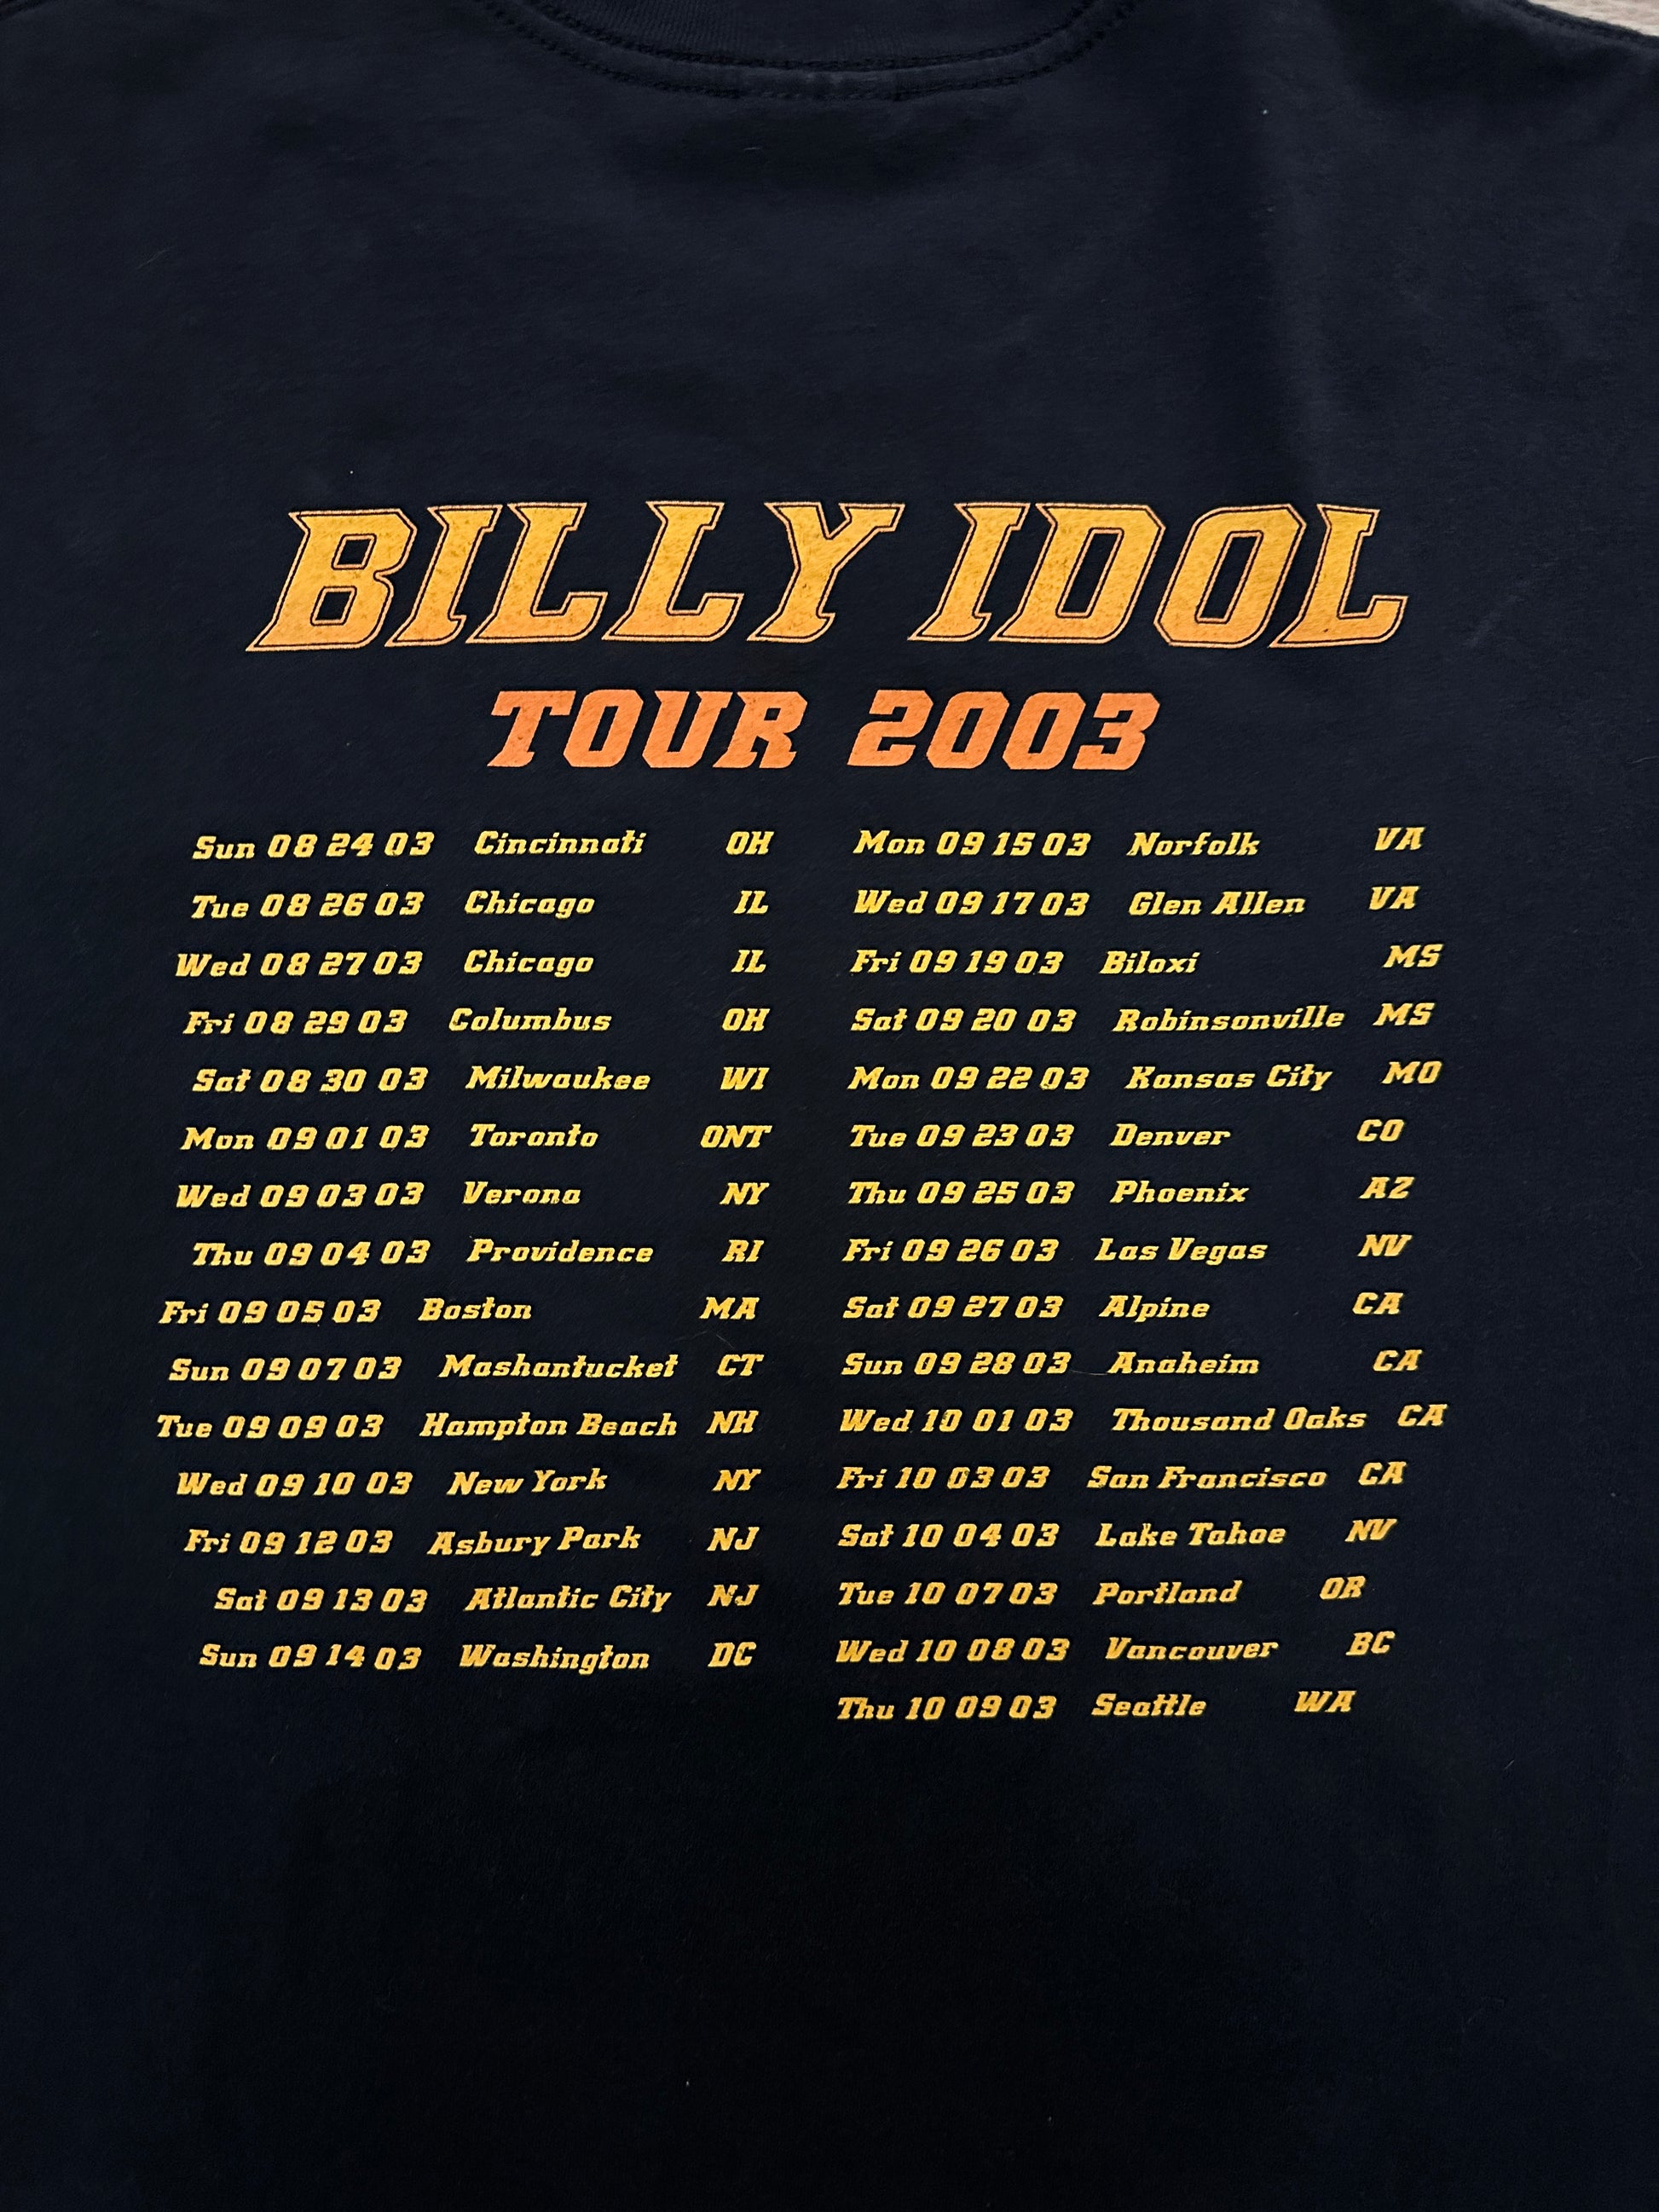 BILLY IDOL
TOUR 2003
Sun 08 24 03 Cincinnati OH
Tue 08 26 03 Chicago IL
Wed 08 27 03 Chicago IL
Fri 08 29 03 Columbus OH
Sat 08 30 03 Milwaukee WI
Mon 09 01 03 Toronto ONT
Wed 09 03 03 Verona NY
Thu 09 04 03 Providence RI
Fri 09 05 03 Boston MA
Sun 09 07 03 Mashantucket CT
Tue 09 09 03 Hampton Beach NH
Wed 09 10 03 New York NY
Fri 09 12 03 Asbury Park NJ
Sat 09 13 03 Atlantic City NJ
Sun 09 14 03 Washington DC
Mon 09 15 03 Norfolk VA
Wed 09 17 03 Glen Allen VA
Fri 09 19 03 Biloxi MS
Sat 09 20 03 Robinsonville MS
Mon 09 22 03 Kansas City MO
Tue 09 23 03 Denver CO
Thu 09 25 03 Phoenix AZ
Fri 09 26 03 Las Vegas NV
Sat 09 27 03 Alpine CA
Sun 09 28 03 Anaheim CA
Wed 10 01 03 Thousand Oaks CA
Fri 10 03 03 San Francisco CA
Sat 10 04 03 Lake Tahoe NV
Tue 10 07 03 Portland OR
Wed 10 08 03 Vancouver BC
Thu 10 09 03 Seattle WA